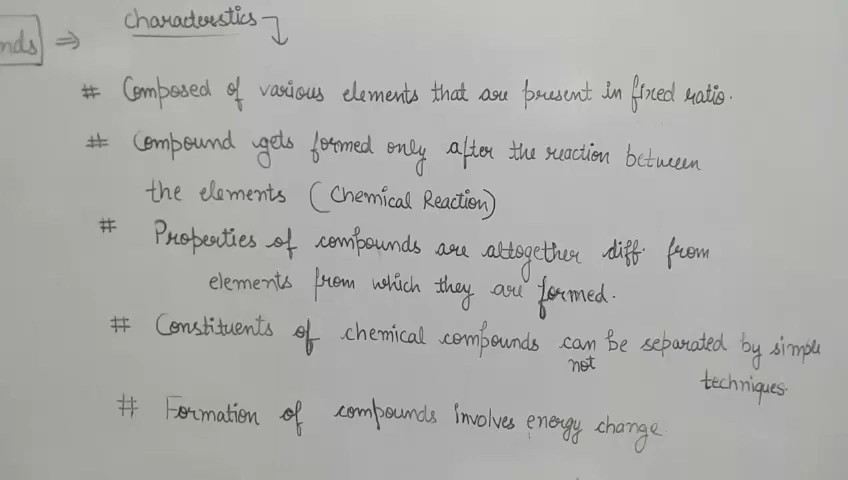 nds ⇒ Characterstics
# Composed of various elements that are present in fixed ratio.
# Compound gets formed only after the reaction between
the elements (Chemical Reaction)
# Properties of compounds are altogether diff. from
elements from which they are formed.
# Constituents of chemical compounds can be separated by simple
not
techniques.
# Formation of compounds involves energy change.